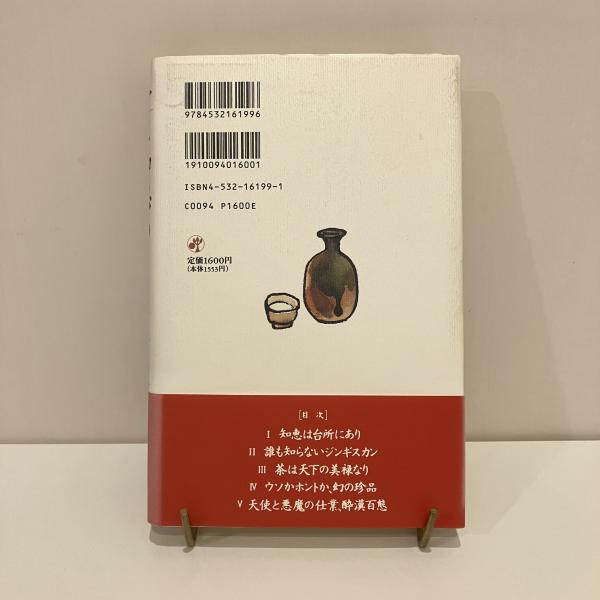 9784532161996
1910094016001
ISBN4-532-16199-1
C0094 P1600E
定価1600円
(本体1553円)
[目次]
I 知恵は台所にあり
II 誰も知らないジンギスカン
III 茶は天下の美禄なり
IV ウソかホントか、幻の珍品
V 天使と悪魔の仕業、酔漢百態